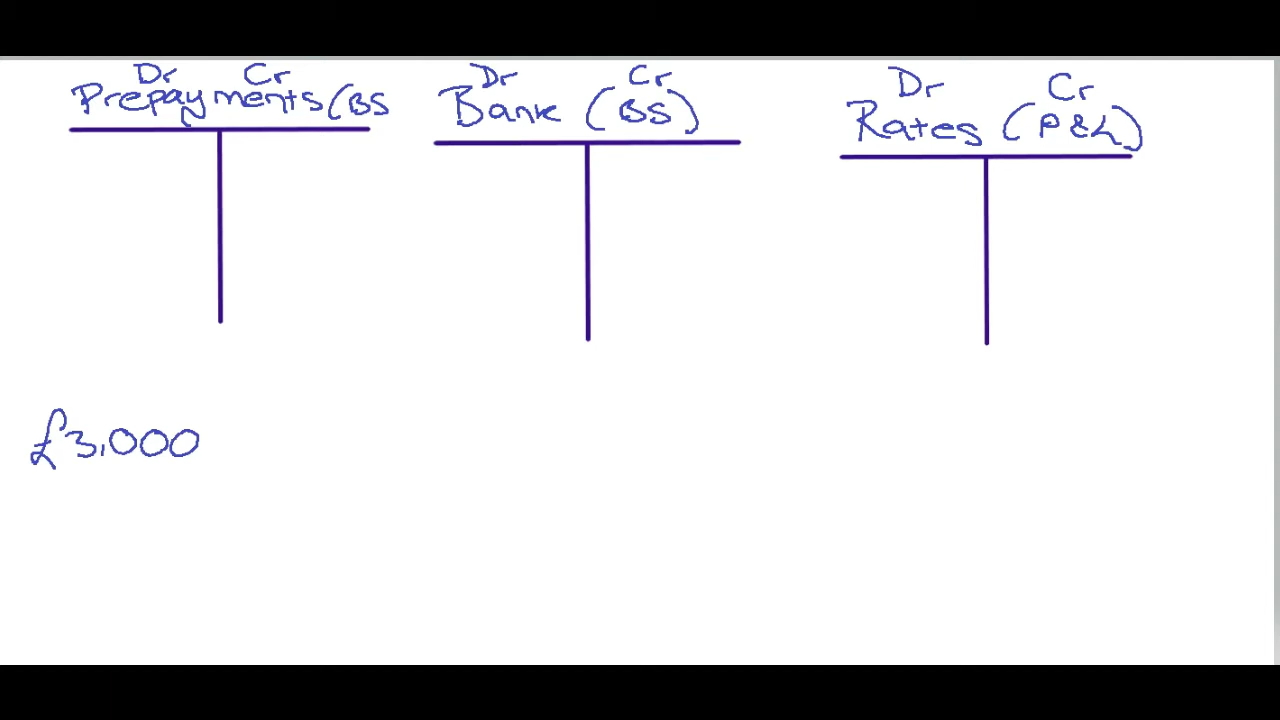 Dr Cr
Prepayments (BS
Dr Cr
Bank (BS)
Dr Cr
Rates (P&L)
£3,000